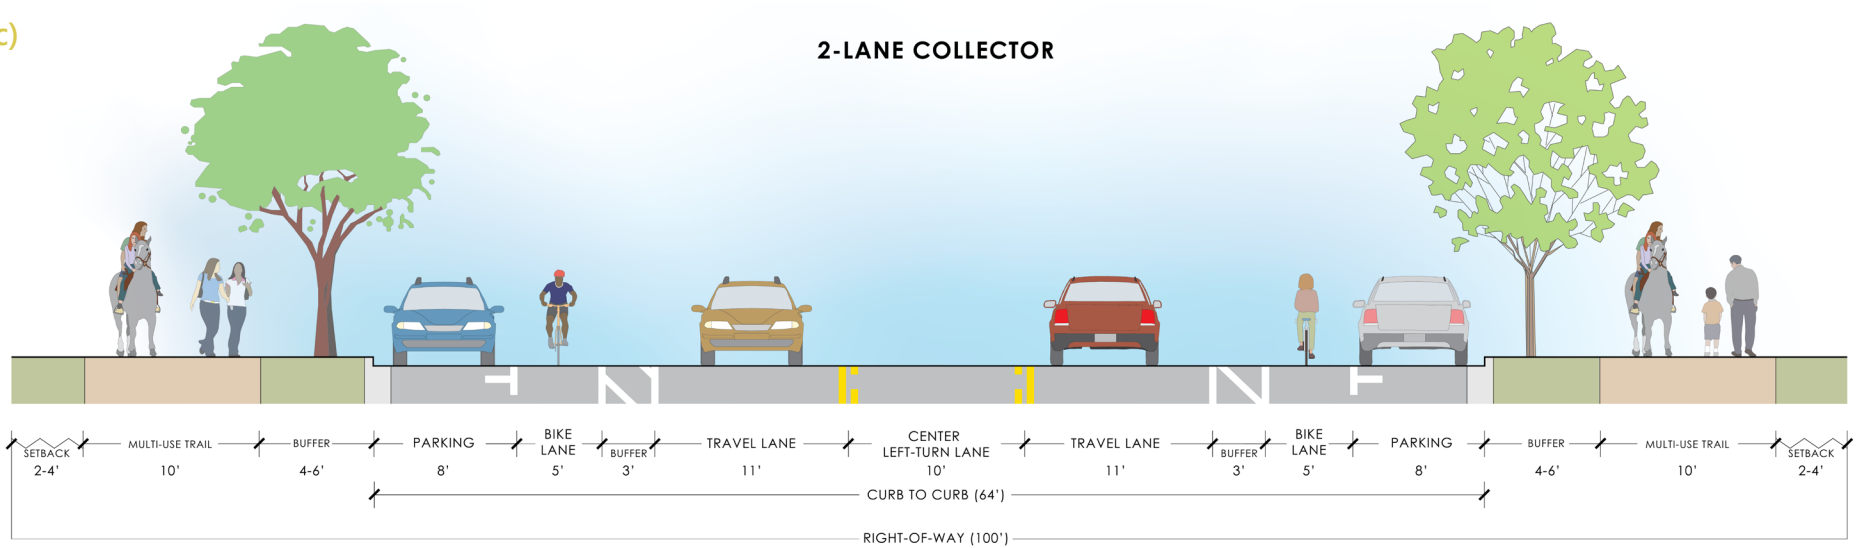 c)
2-LANE COLLECTOR
SETBACK
2-4'
MULTI-USE TRAIL
10'
BUFFER
4-6'
PARKING
8'
BIKE
LANE
5'
BUFFER
3'
TRAVEL LANE
11'
CENTER
LEFT-TURN LANE
10'
TRAVEL LANE
11'
BUFFER
3'
BIKE
LANE
5'
PARKING
8'
BUFFER
4-6'
MULTI-USE TRAIL
10'
SETBACK
2-4'
CURB TO CURB (64')
RIGHT-OF-WAY (100')